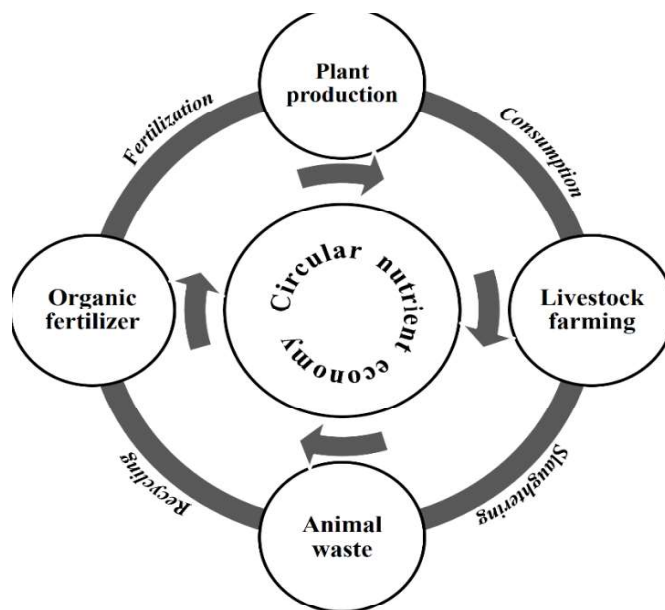 Plant
production
Fertilization
Consumption
Circular nutrient economy
Organic
fertilizer
Livestock
farming
Recycling
Slaughtering
Animal
waste